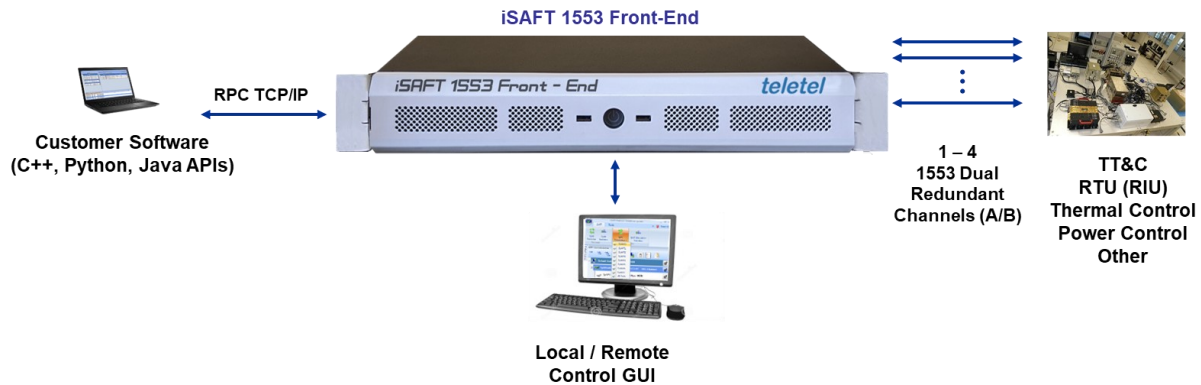 iSAFT 1553 Front-End
iSAFT 1553 Front - End
teletel
RPC TCP/IP
Customer Software
(C++, Python, Java APIs)
1 – 4
1553 Dual
Redundant
Channels (A/B)
TT&C
RTU (RIU)
Thermal Control
Power Control
Other
Local / Remote
Control GUI